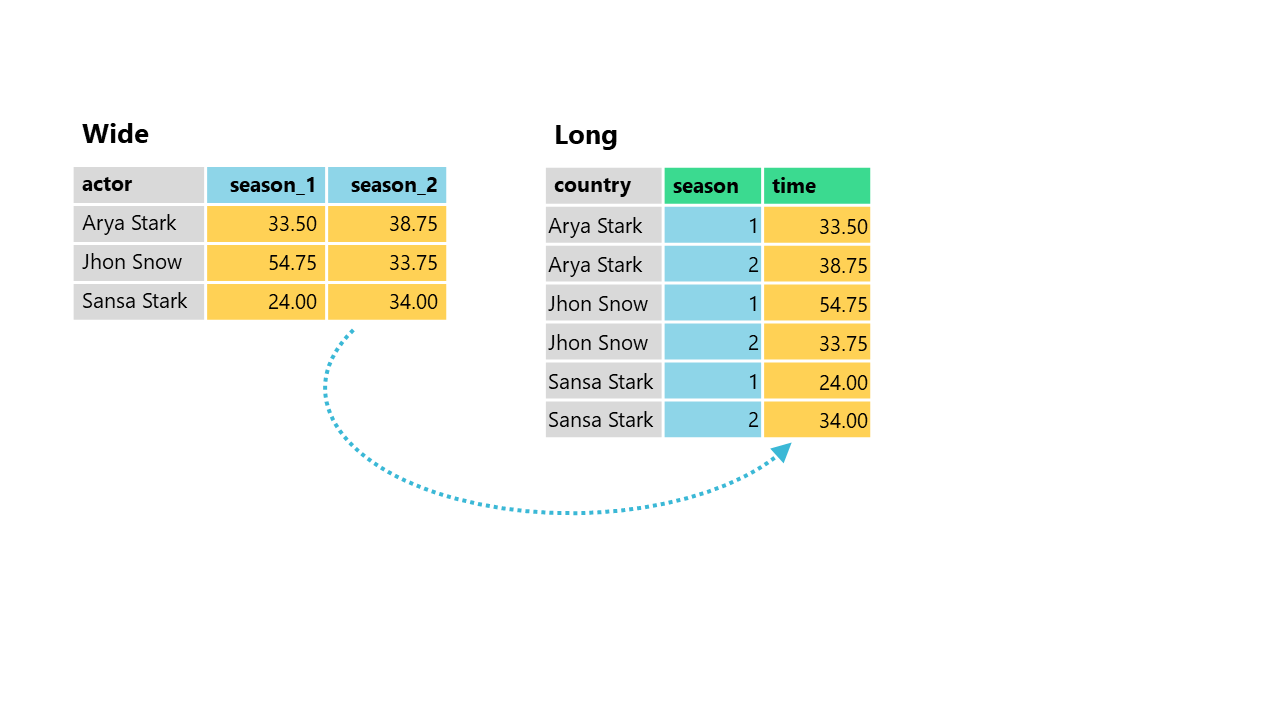 Wide
actor season_1 season_2
Arya Stark 33.50 38.75
Jhon Snow 54.75 33.75
Sansa Stark 24.00 34.00
Long
country season time
Arya Stark 1 33.50
Arya Stark 2 38.75
Jhon Snow 1 54.75
Jhon Snow 2 33.75
Sansa Stark 1 24.00
Sansa Stark 2 34.00